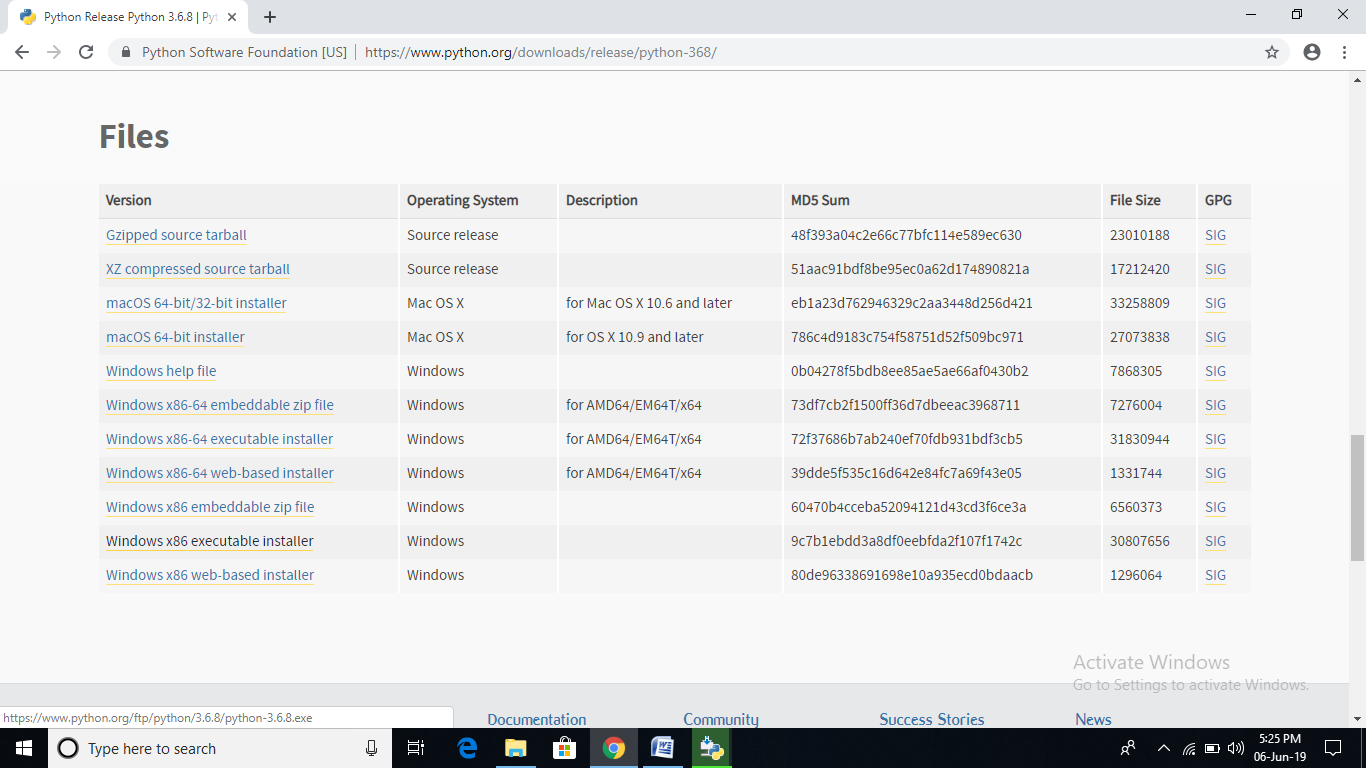 Python Release Python 3.6.8 | Pyt
Python Software Foundation [US] | https://www.python.org/downloads/release/python-368/
Files
Version Operating System Description MD5 Sum File Size GPG
Gzipped source tarball Source release 48f393a04c2e66c77bfc114e589ec630 23010188 SIG
XZ compressed source tarball Source release 51aac91bdf8be95ec0a62d174890821a 17212420 SIG
macOS 64-bit/32-bit installer Mac OS X for Mac OS X 10.6 and later eb1a23d762946329c2aa3448d256d421 33258809 SIG
macOS 64-bit installer Mac OS X for OS X 10.9 and later 786c4d9183c754f58751d52f509bc971 27073838 SIG
Windows help file Windows 0b04278f5bdb8ee85ae5ae66af0430b2 7868305 SIG
Windows x86-64 embeddable zip file Windows for AMD64/EM64T/x64 73df7cb2f1500ff36d7dbeeac3968711 7276004 SIG
Windows x86-64 executable installer Windows for AMD64/EM64T/x64 72f37686b7ab240ef70fdb931bdf3cb5 31830944 SIG
Windows x86-64 web-based installer Windows for AMD64/EM64T/x64 39dde5f535c16d642e84fc7a69f43e05 1331744 SIG
Windows x86 embeddable zip file Windows 60470b4cceba52094121d43cd3f6ce3a 6560373 SIG
Windows x86 executable installer Windows 9c7b1ebdd3a8df0eebfda2f107f1742c 30807656 SIG
Windows x86 web-based installer Windows 80de96338691698e10a935ecd0bdaacb 1296064 SIG
Activate Windows
Go to Settings to activate Windows.
https://www.python.org/ftp/python/3.6.8/python-3.6.8.exe
Documentation Community Success Stories News
Type here to search
5:25 PM
06-Jun-19